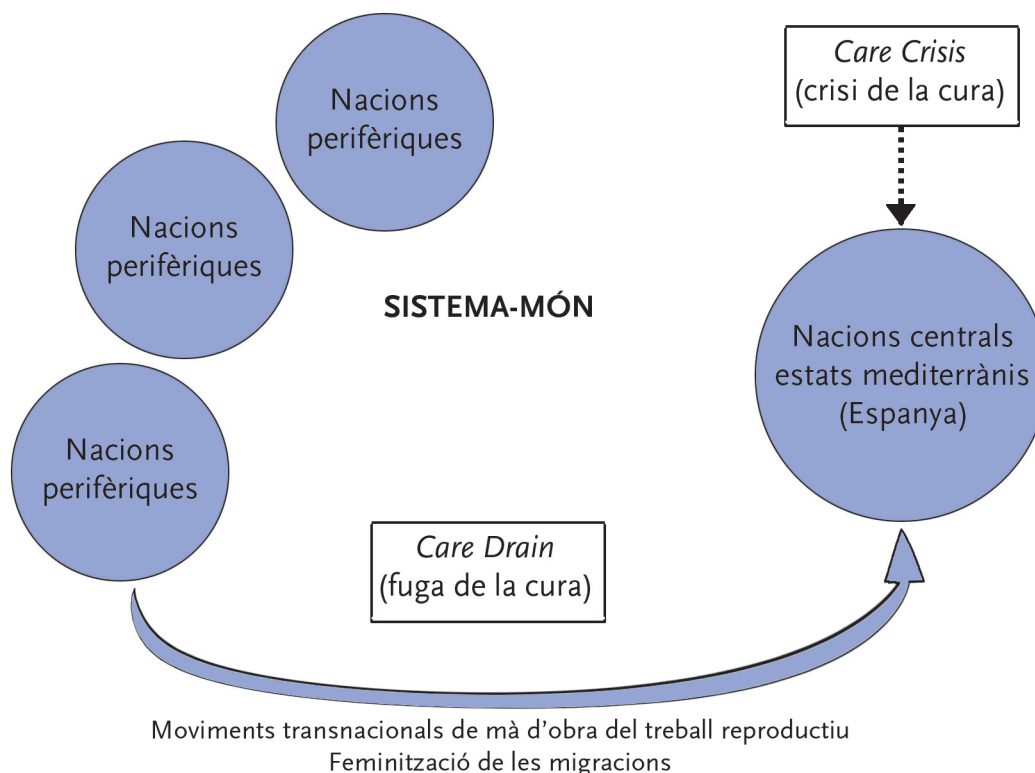 Nacions
perifèriques
Care Crisis
(crisi de la cura)
Nacions
perifèriques
SISTEMA-MÓN
Nacions centrals
estats mediterrànis
(Espanya)
Nacions
perifèriques
Care Drain
(fuga de la cura)
Moviments transnacionals de mà d'obra del treball reproductiu
Feminització de les migracions